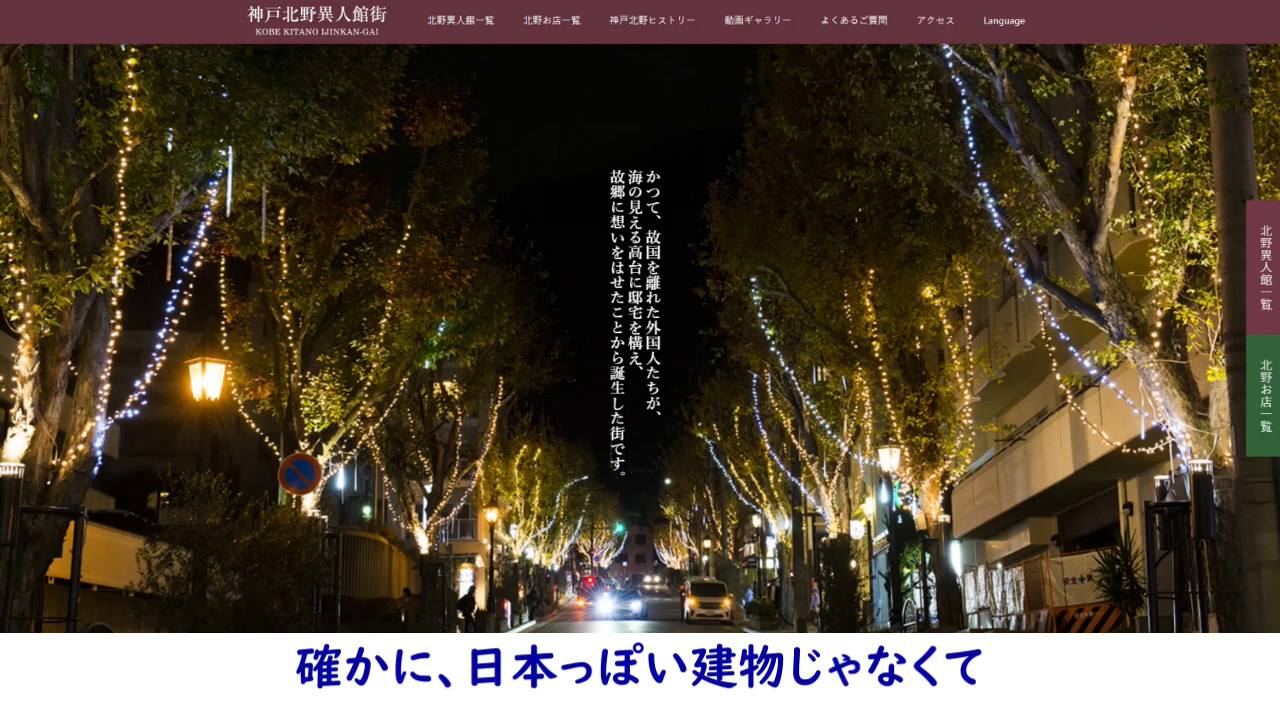 神戸北野異人館街
KOBE KITANO IJINKAN-GAI
北野異人館一覧
北野お店一覧
神戸北野ヒストリー
動画ギャラリー
よくあるご質問
アクセス
Language
かつて、故国を離れた外国人たちが、
海の見える高台に邸宅を構え、
故郷に想いをはせたことから誕生した街です。
北野異人館一覧
北野お店一覧
安全✚第
確かに、日本っぽい建物じゃなくて